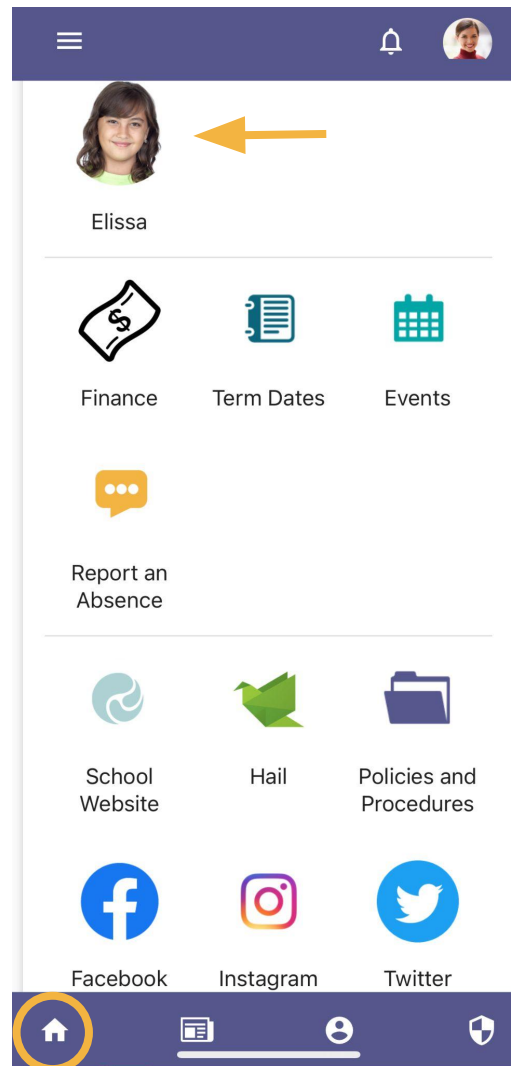 Elissa
$
Finance
Term Dates
Events
Report an
Absence
School
Website
Hail
Policies and
Procedures
Facebook
Instagram
Twitter